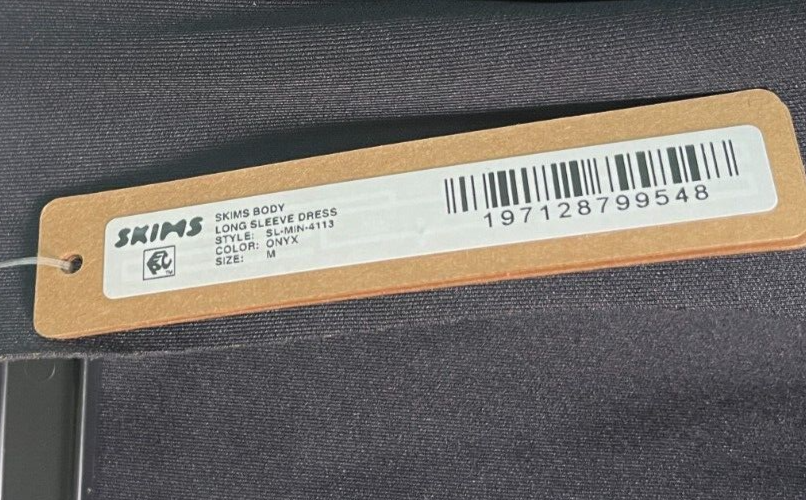 SKIMS
SKIMS BODY
LONG SLEEVE DRESS
STYLE: SL-MIN-4113
COLOR: ONYX
SIZE: M
197128799548